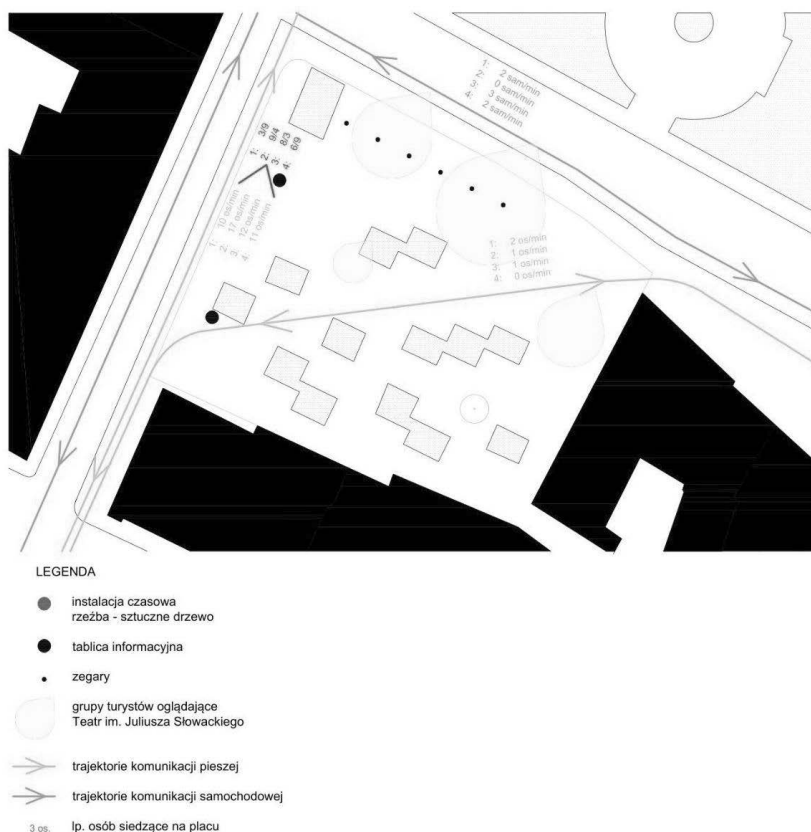 1: 2 sam/min
2: 0 sam/min
3: 3 sam/min
4: 2 sam/min
1: 3/9
2: 9/4
3: 8/3
4: 6/9
1: 10 os/min
2: 17 os/min
3: 12 os/min
4: 11 os/min
1: 2 os/min
2: 1 os/min
3: 1 os/min
4: 0 os/min
LEGENDA
instalacja czasowa
rzeźba - sztuczne drzewo
tablica informacyjna
zegary
grupy turystów oglądające
Teatr im. Juliusza Słowackiego
trajektorie komunikacji pieszej
trajektorie komunikacji samochodowej
3 os. lp. osób siedzące na placu